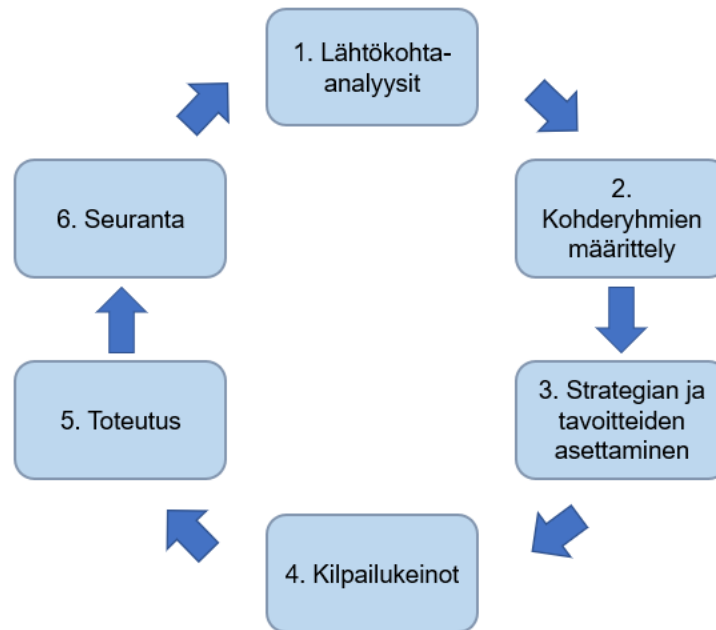 1. Lähtökohta-
analyysit
2.
Kohderyhmien
määrittely
3. Strategian ja
tavoitteiden
asettaminen
4. Kilpailukeinot
5. Toteutus
6. Seuranta